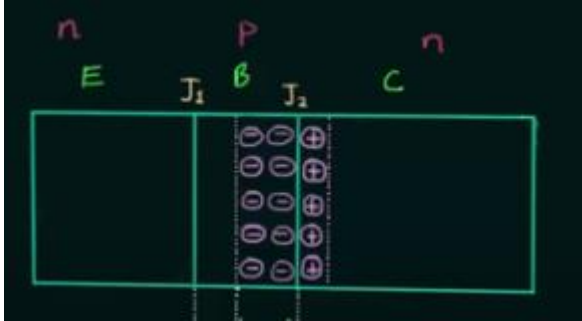 n P n
E B C
J₁ J₂
⊖ ⊖ ⊕
⊖ ⊖ ⊕
⊖ ⊖ ⊕
⊖ ⊖ ⊕
⊖ ⊖ ⊕